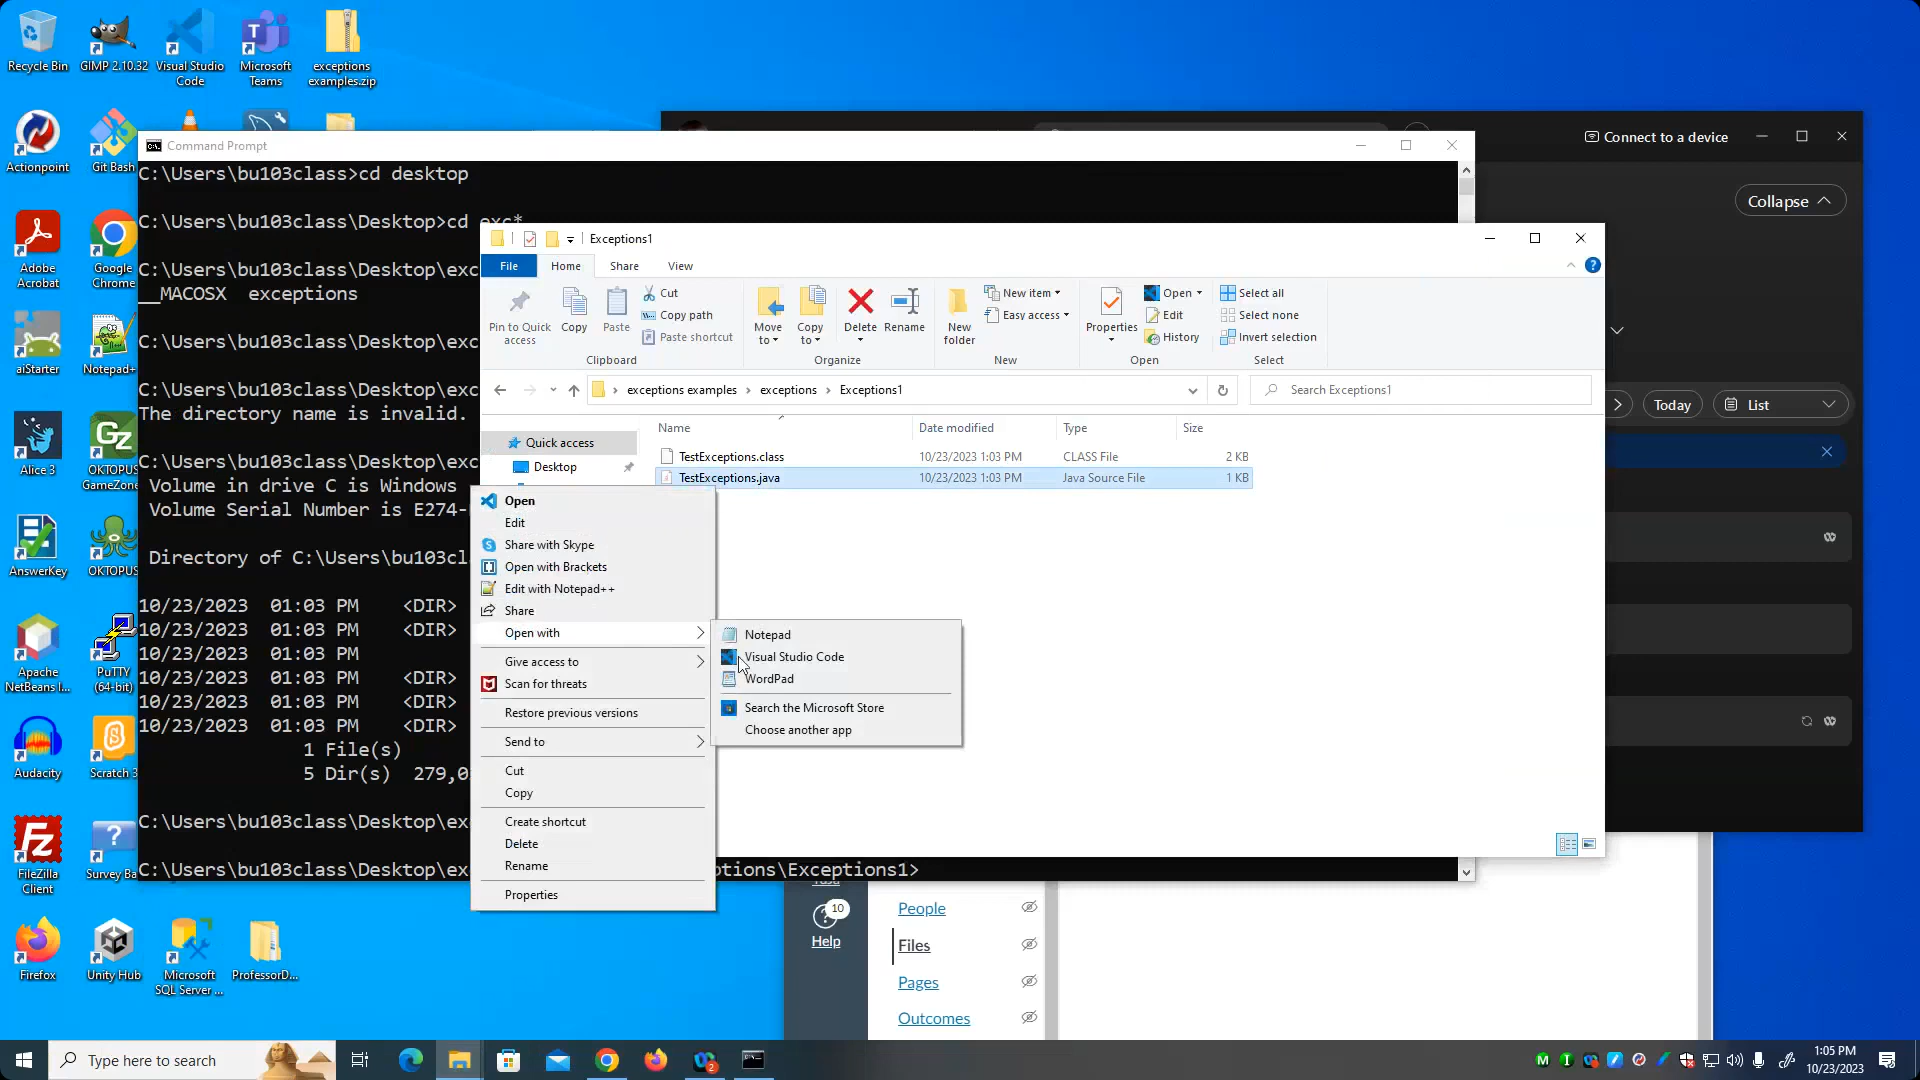 Recycle Bin
GIMP 2.10.32
Visual Studio
Code
Microsoft
Teams
exceptions
examples.zip
Actionpoint
Git Bash
Adobe
Acrobat
Google
Chrome
aiStarter
Notepad+
Alice 3
OKTOPUS
GameZone
AnswerKey
OKTOPUS
Apache
NetBeans I...
PuTTY
(64-bit)
Audacity
Scratch 3
FileZilla
Client
Survey Ba
Firefox
Unity Hub
Microsoft
SQL Server ...
ProfessorD...
Connect to a device
Collapse
Today
List
Command Prompt
C:\Users\bu103class>cd desktop
C:\Users\bu103class\Desktop>cd exc*
C:\Users\bu103class\Desktop\exc
__MACOSX  exceptions
C:\Users\bu103class\Desktop\exc
C:\Users\bu103class\Desktop\exc
The directory name is invalid.
C:\Users\bu103class\Desktop\exc
Volume in drive C is Windows
Volume Serial Number is E274-
Directory of C:\Users\bu103cl
10/23/2023  01:03 PM    <DIR>
10/23/2023  01:03 PM    <DIR>
10/23/2023  01:03 PM
10/23/2023  01:03 PM    <DIR>
10/23/2023  01:03 PM    <DIR>
10/23/2023  01:03 PM    <DIR>
1 File(s)
5 Dir(s)  279,0
C:\Users\bu103class\Desktop\ex
C:\Users\bu103class\Desktop\ex
ptions\Exceptions1>
Exceptions1
File
Home
Share
View
Pin to Quick
access
Copy
Paste
Cut
Copy path
Paste shortcut
Clipboard
Move
to
Copy
to
Delete
Rename
Organize
New
folder
New item
Easy access
New
Properties
Open
Edit
History
Open
Select all
Select none
Invert selection
Select
exceptions examples
exceptions
Exceptions1
Search Exceptions1
Name
Date modified
Type
Size
Quick access
Desktop
TestExceptions.class
10/23/2023 1:03 PM
CLASS File
2 KB
TestExceptions.java
10/23/2023 1:03 PM
Java Source File
1 KB
Open
Edit
Share with Skype
Open with Brackets
Edit with Notepad++
Share
Open with
Give access to
Scan for threats
Restore previous versions
Send to
Cut
Copy
Create shortcut
Delete
Rename
Properties
Notepad
Visual Studio Code
WordPad
Search the Microsoft Store
Choose another app
10
Help
People
Files
Pages
Outcomes
Type here to search
2
1:05 PM
10/23/2023